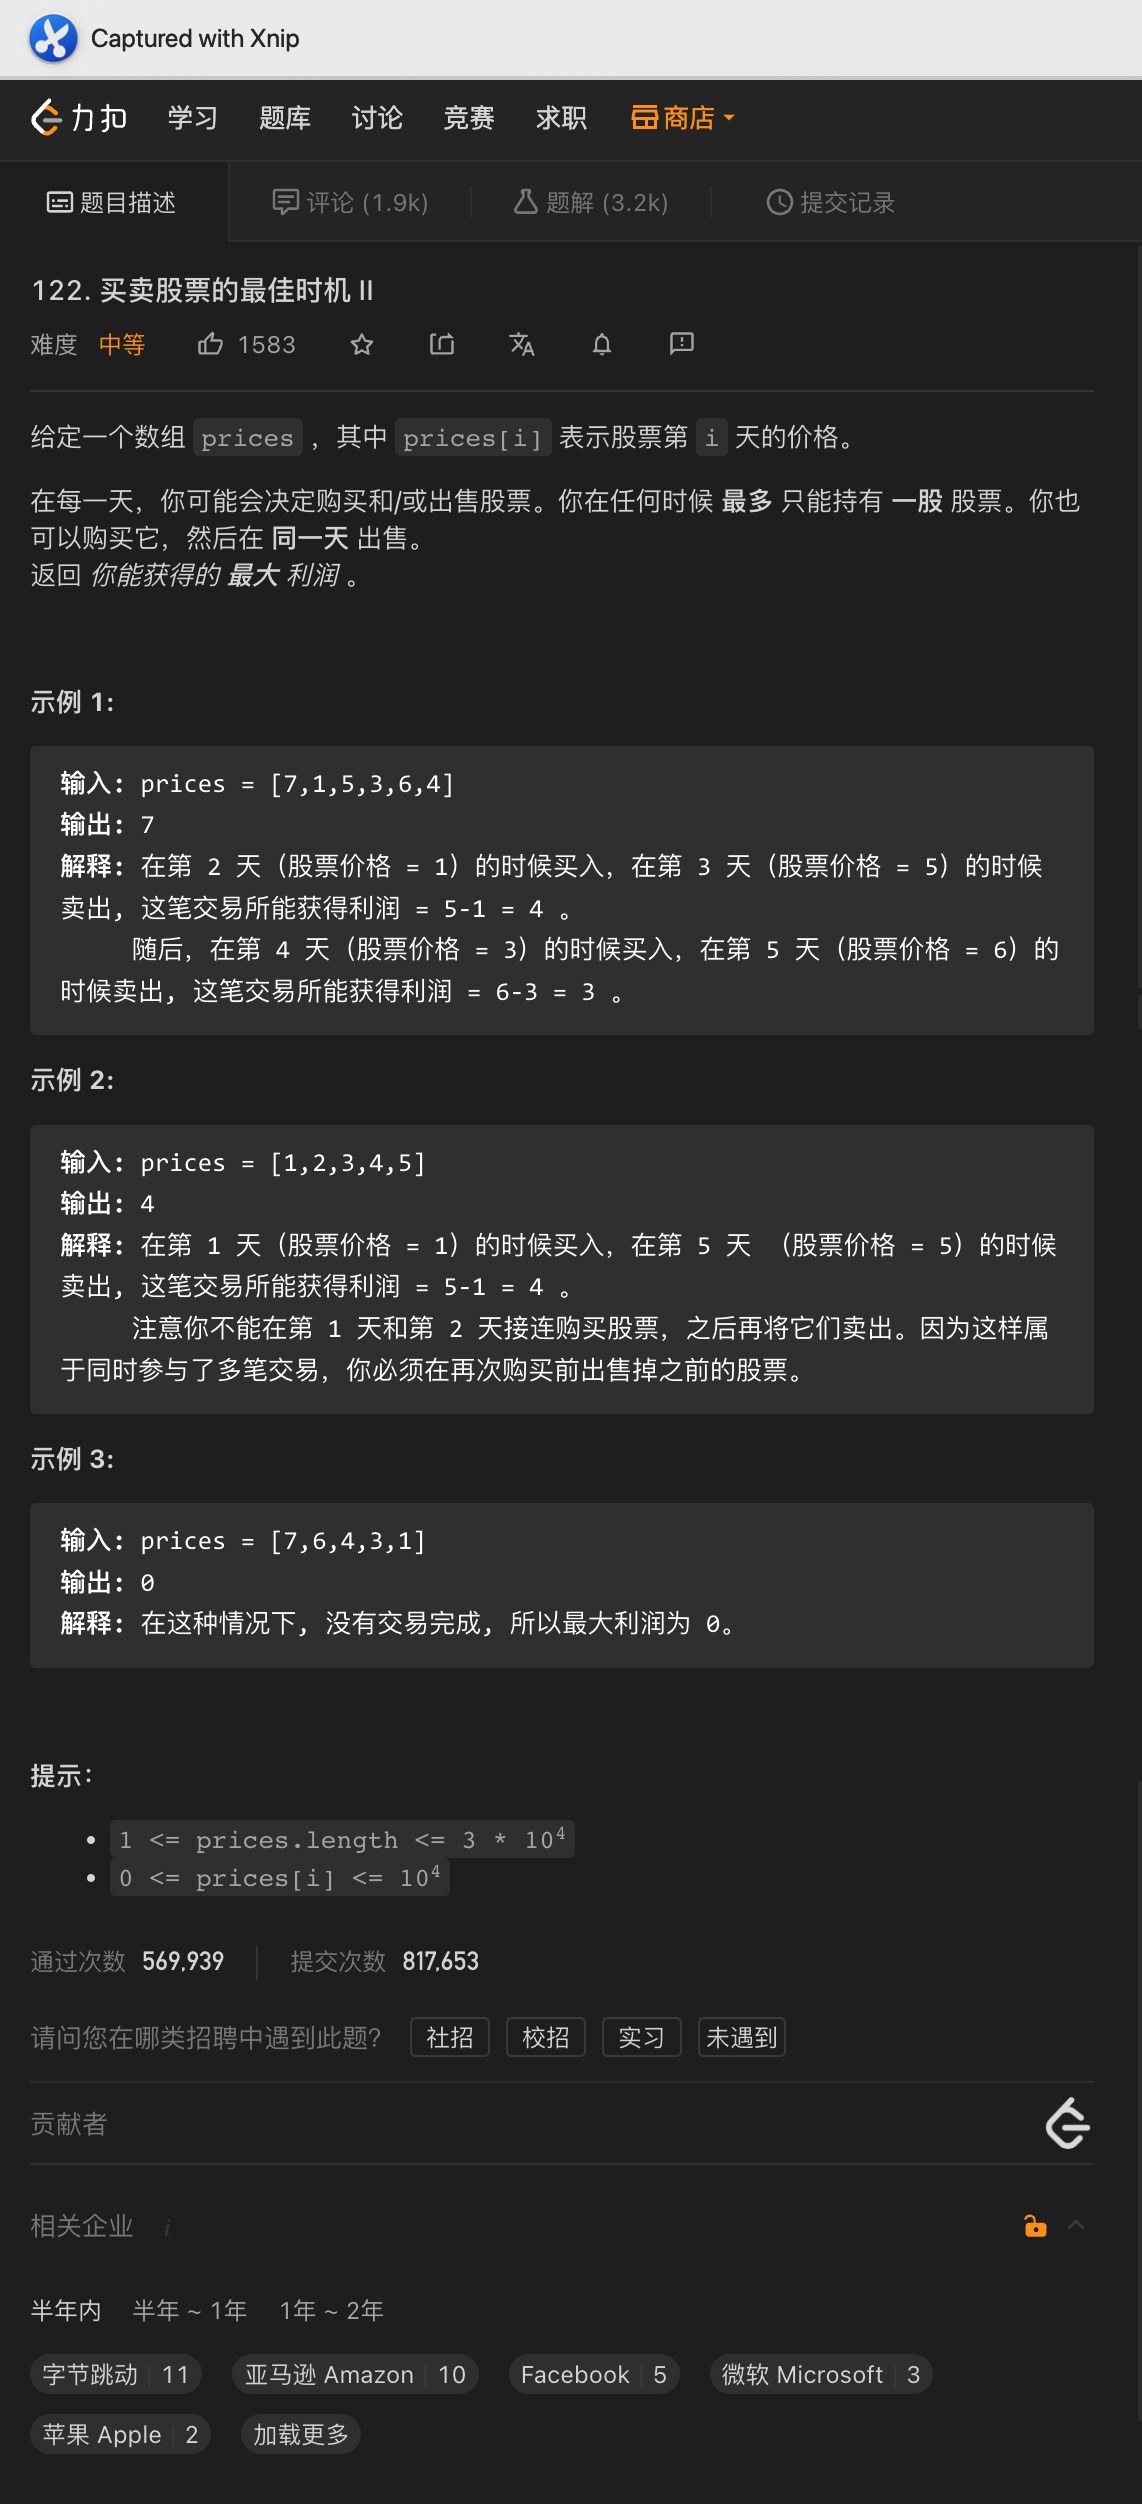 Captured with Xnip
力扣 学习 题库 讨论 竞赛 求职 商店
题目描述 评论 (1.9k) 题解 (3.2k) 提交记录
122. 买卖股票的最佳时机 II
难度 中等 1583
给定一个数组 prices ，其中 prices[i] 表示股票第 i 天的价格。
在每一天，你可能会决定购买和/或出售股票。你在任何时候 最多 只能持有 一股 股票。你也
可以购买它，然后在 同一天 出售。
返回 你能获得的 最大 利润 。
示例 1:
输入: prices = [7,1,5,3,6,4]
输出: 7
解释: 在第 2 天（股票价格 = 1）的时候买入，在第 3 天（股票价格 = 5）的时候
卖出, 这笔交易所能获得利润 = 5-1 = 4 。
随后，在第 4 天（股票价格 = 3）的时候买入，在第 5 天（股票价格 = 6）的
时候卖出, 这笔交易所能获得利润 = 6-3 = 3 。
示例 2:
输入: prices = [1,2,3,4,5]
输出: 4
解释: 在第 1 天（股票价格 = 1）的时候买入，在第 5 天 （股票价格 = 5）的时候
卖出, 这笔交易所能获得利润 = 5-1 = 4 。
注意你不能在第 1 天和第 2 天接连购买股票，之后再将它们卖出。因为这样属
于同时参与了多笔交易，你必须在再次购买前出售掉之前的股票。
示例 3:
输入: prices = [7,6,4,3,1]
输出: 0
解释: 在这种情况下, 没有交易完成, 所以最大利润为 0。
提示：
1 <= prices.length <= 3 * 10⁴
0 <= prices[i] <= 10⁴
通过次数 569,939 提交次数 817,653
请问您在哪类招聘中遇到此题? 社招 校招 实习 未遇到
贡献者
相关企业 i
半年内 半年 ~ 1年 1年 ~ 2年
字节跳动 11 亚马逊 Amazon 10 Facebook 5 微软 Microsoft 3
苹果 Apple 2 加载更多